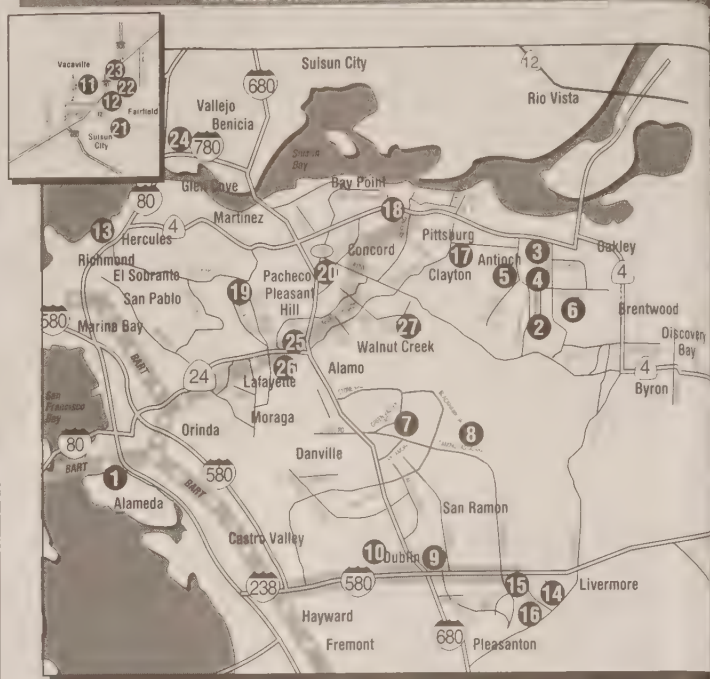 Vacaville
23
11
22
12
Fairfield
Suisun
City
21
680
Suisun City
12
Rio Vista
Vallejo
Benicia
24
780
Glen Cove
Bay Point
80
Martinez
18
13
Hercules
4
Richmond
Pittsburg
3
Oakley
Concord
17
Antioch
El Sobrante
Pacheco
20
Clayton
5
4
4
San Pablo
19
Pleasant
Hill
6
Brentwood
580
Marina Bay
27
2
Discovery
Bay
25
Walnut Creek
BART
24
26
Alamo
4
Lafayette
Byron
San
Francisco
Bay
Moraga
Orinda
7
8
80
Danville
BART
580
1
BART
Alameda
San Ramon
Castro Valley
10
Dublin
9
238
580
15
14
Livermore
16
Hayward
680
Pleasanton
Fremont